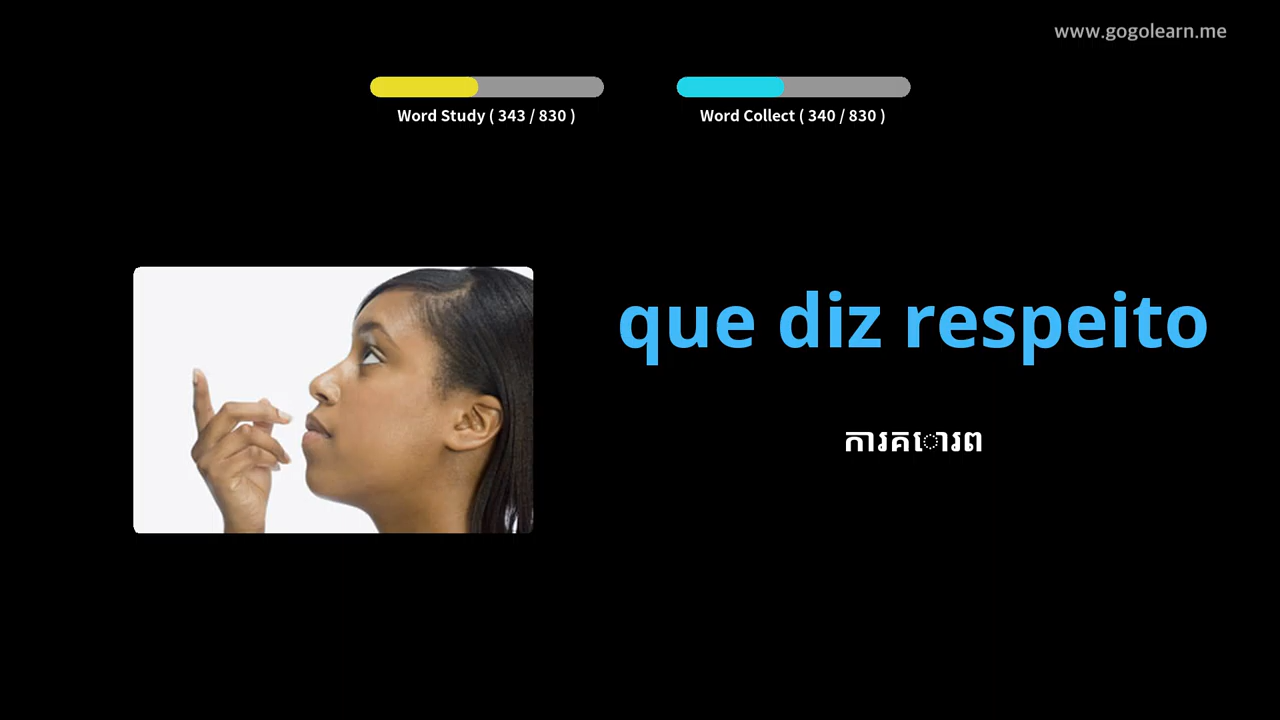 www.gogolearn.me
Word Study ( 343 / 830 )
Word Collect ( 340 / 830 )
que diz respeito
ការគោរព